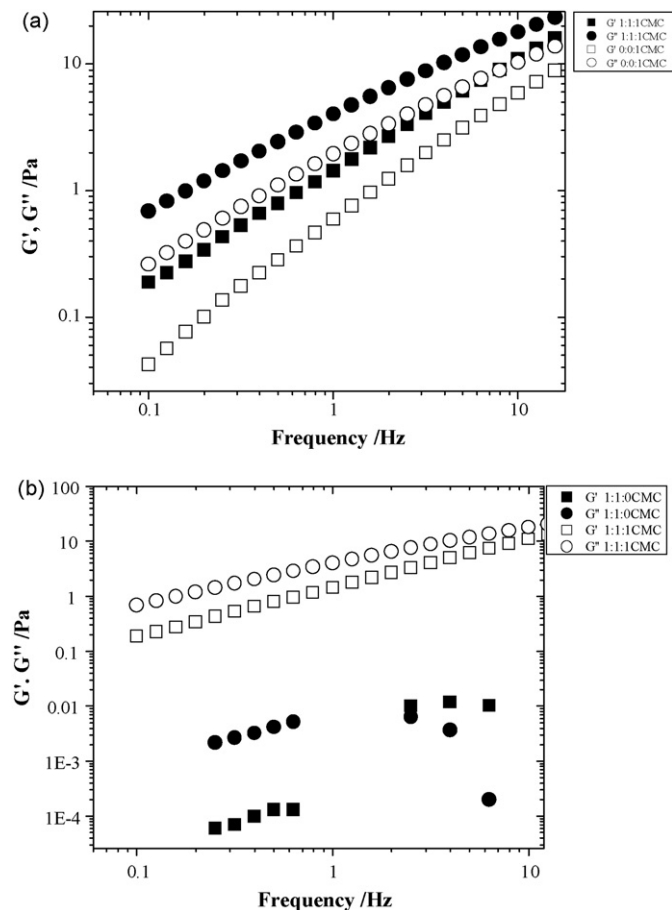 (a)
G' 1:1:1CMC
G'' 1:1:1CMC
G' 0:0:1CMC
G'' 0:0:1CMC
10
1
0.1
G', G'' /Pa
0.1 1 10
Frequency /Hz
(b)
G' 1:1:0CMC
G'' 1:1:0CMC
G' 1:1:1CMC
G'' 1:1:1CMC
100
10
1
0.1
0.01
1E-3
1E-4
G'. G'' /Pa
0.1 1 10
Frequency /Hz